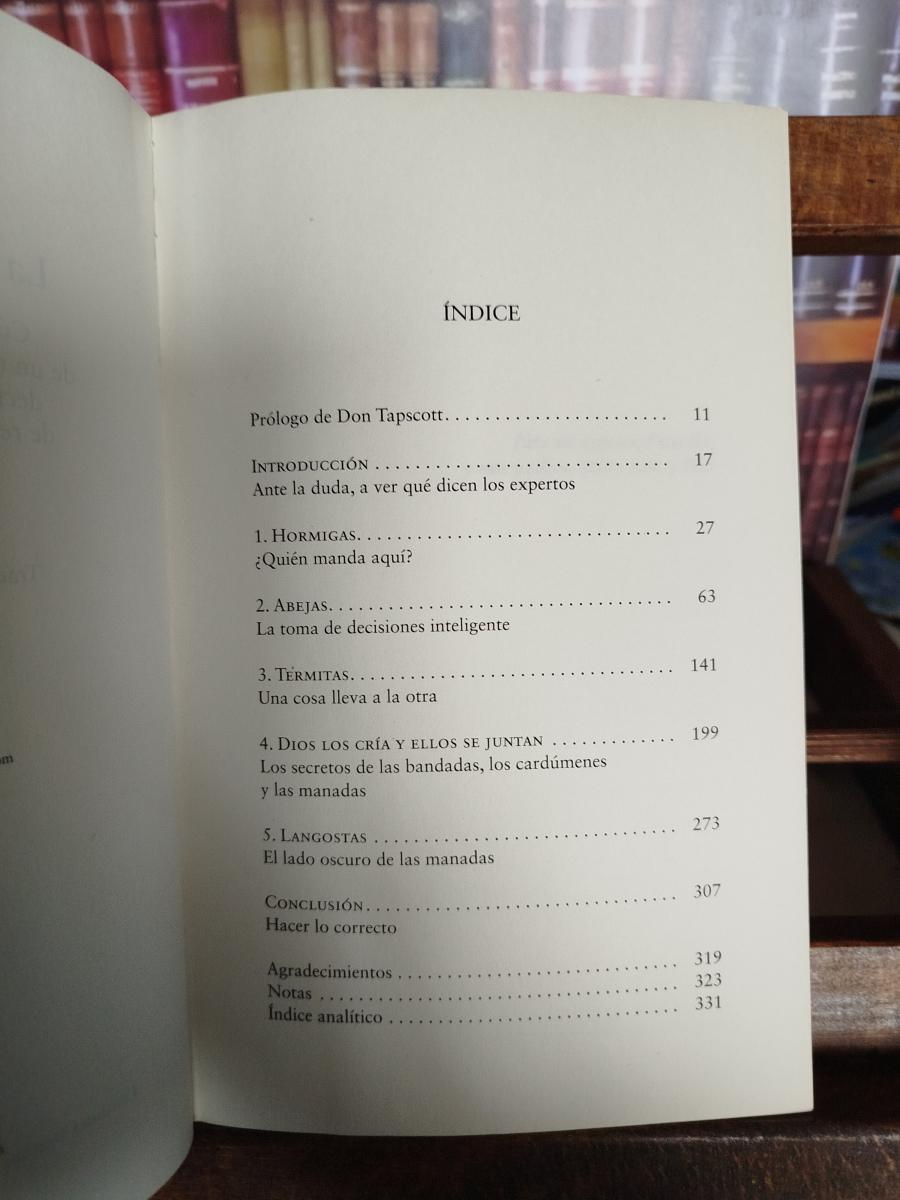 ÍNDICE
Prólogo de Don Tapscott. . . . . . . . . . . . . . . . . . . . . . . 11
INTRODUCCIÓN . . . . . . . . . . . . . . . . . . . . . . . . . . . . . 17
Ante la duda, a ver qué dicen los expertos
1. HORMIGAS. . . . . . . . . . . . . . . . . . . . . . . . . . . . . . . 27
¿Quién manda aquí?
2. ABEJAS. . . . . . . . . . . . . . . . . . . . . . . . . . . . . . . . . . 63
La toma de decisiones inteligente
3. TERMITAS. . . . . . . . . . . . . . . . . . . . . . . . . . . . . . . . 141
Una cosa lleva a la otra
4. DIOS LOS CRÍA Y ELLOS SE JUNTAN . . . . . . . . . . . . . 199
Los secretos de las bandadas, los cardúmenes
y las manadas
5. LANGOSTAS . . . . . . . . . . . . . . . . . . . . . . . . . . . . . . 273
El lado oscuro de las manadas
CONCLUSIÓN. . . . . . . . . . . . . . . . . . . . . . . . . . . . . . . 307
Hacer lo correcto
Agradecimientos . . . . . . . . . . . . . . . . . . . . . . . . . . . . 319
Notas . . . . . . . . . . . . . . . . . . . . . . . . . . . . . . . . . . . . 323
Índice analítico . . . . . . . . . . . . . . . . . . . . . . . . . . . . . 331